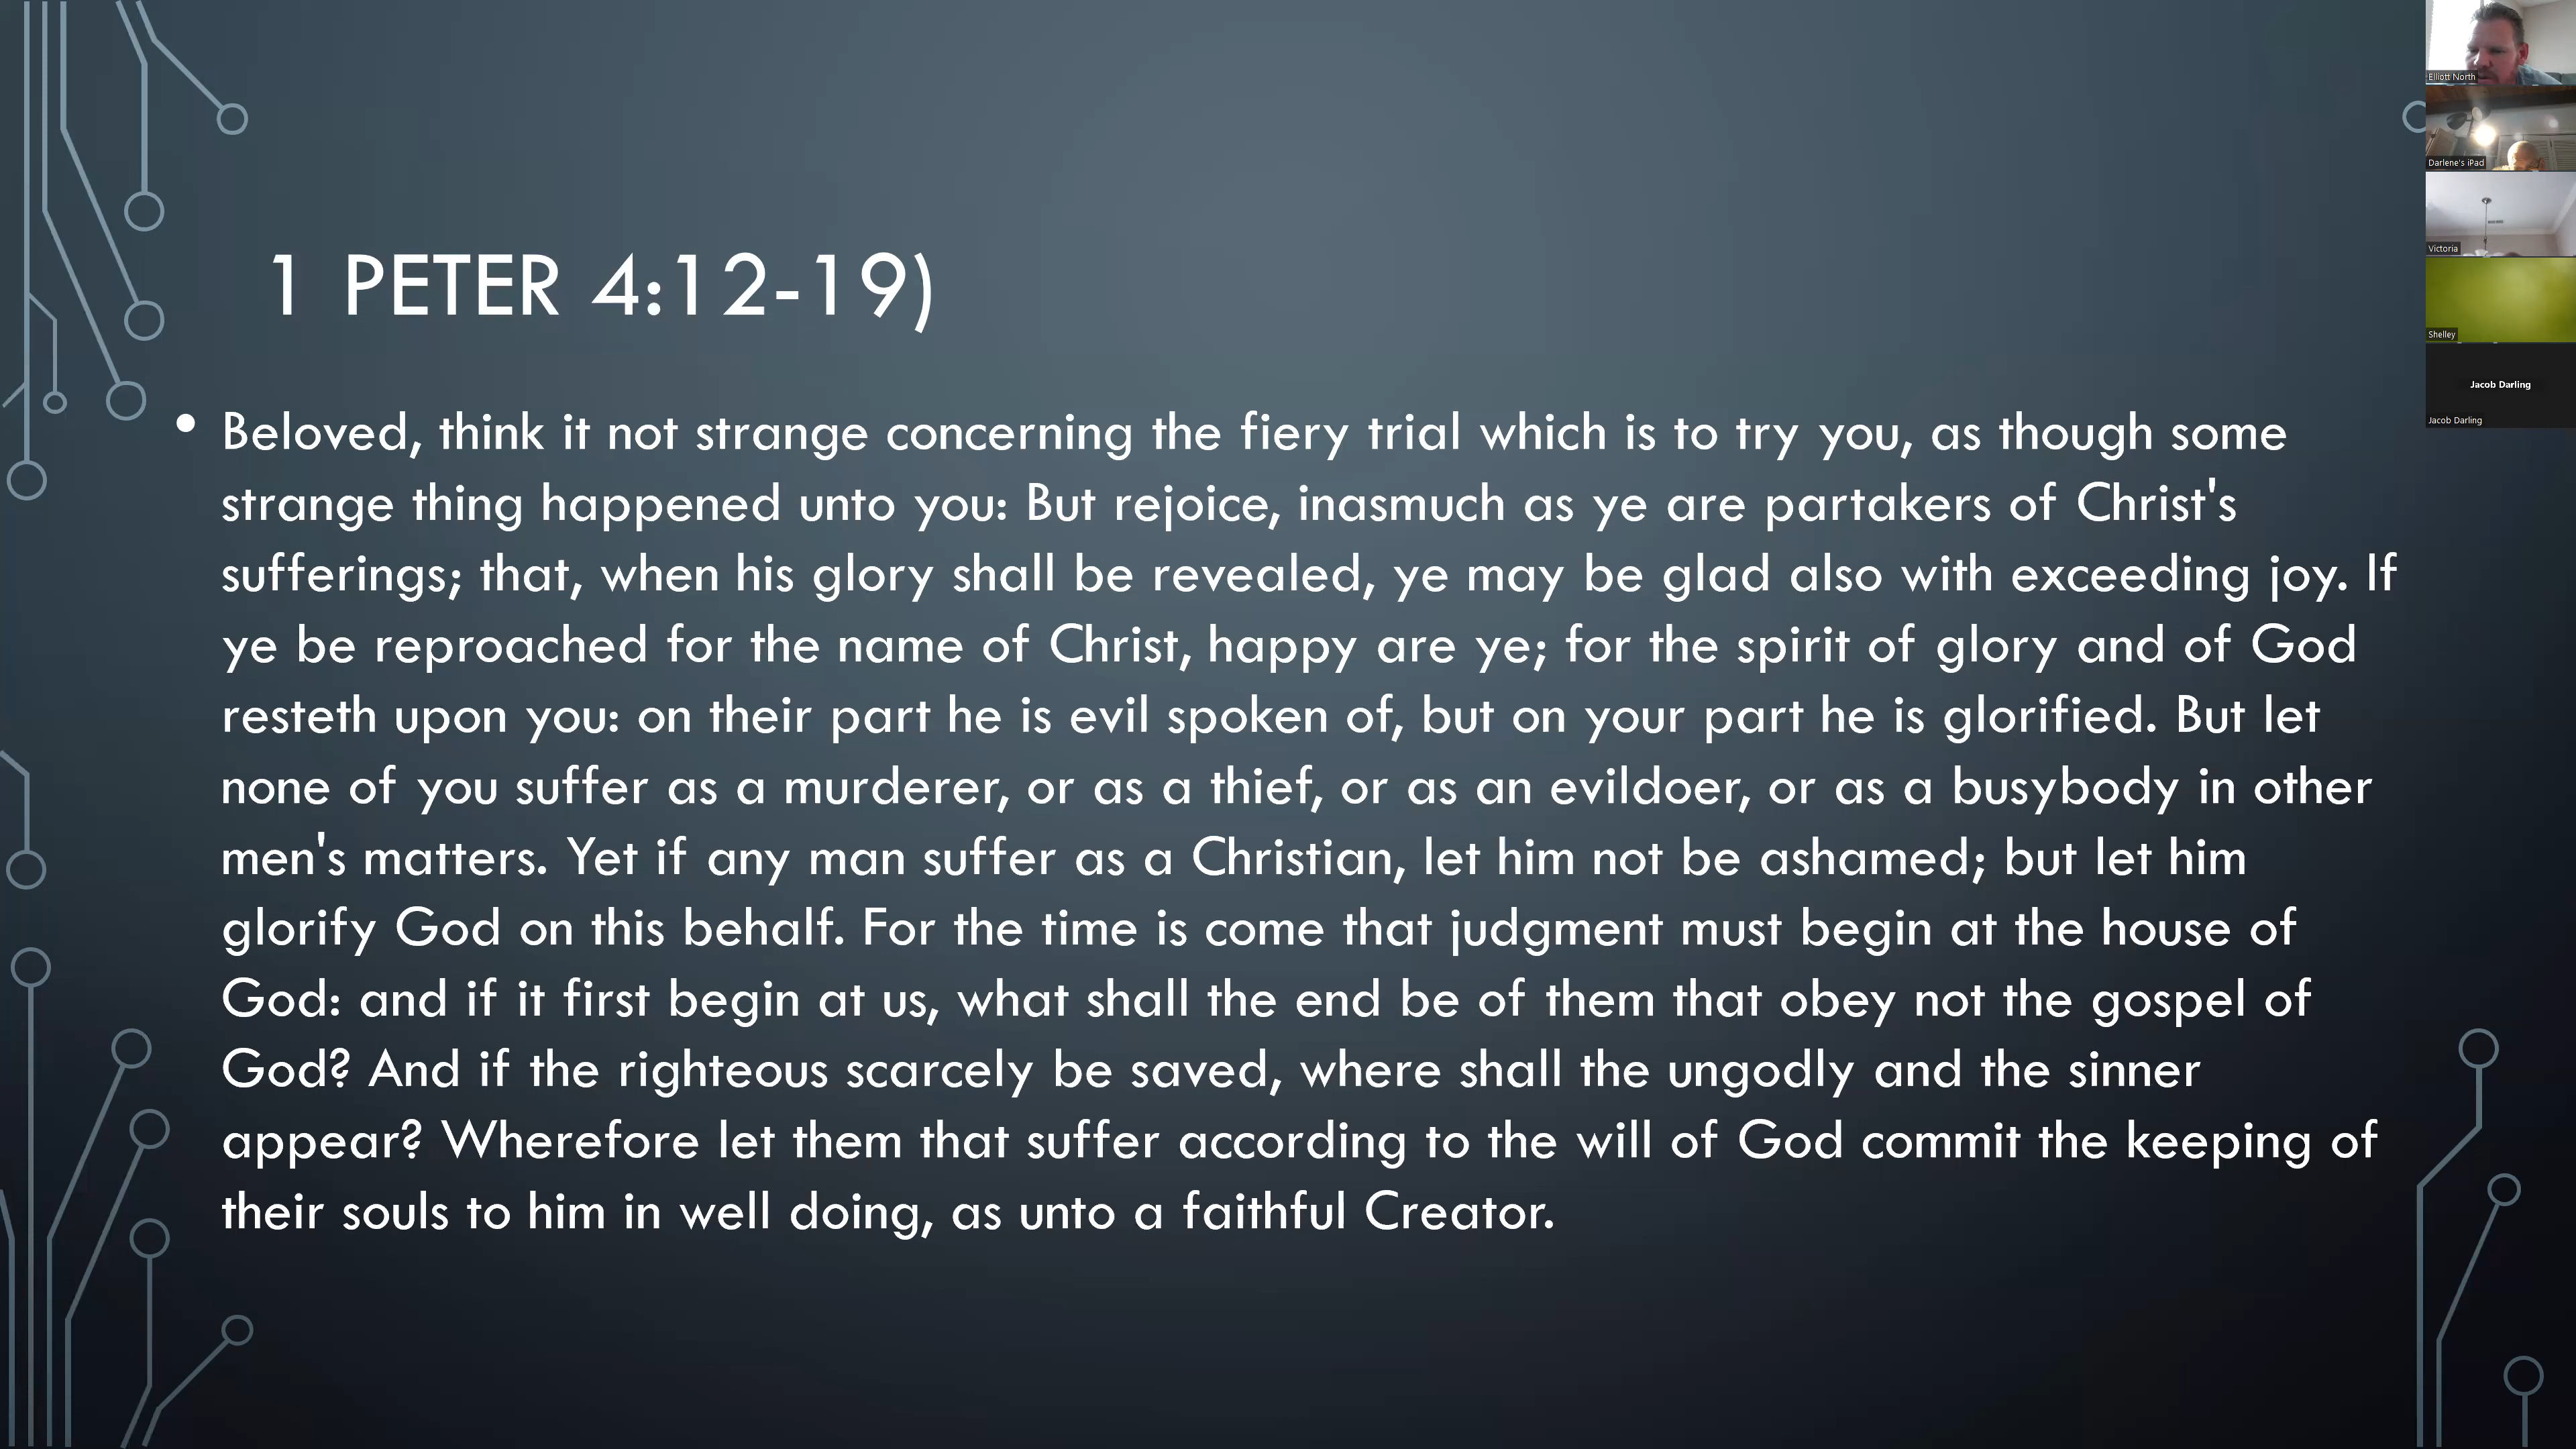 1 PETER 4:12-19)
• Beloved, think it not strange concerning the fiery trial which is to try you, as though some
strange thing happened unto you: But rejoice, inasmuch as ye are partakers of Christ's
sufferings; that, when his glory shall be revealed, ye may be glad also with exceeding joy. If
ye be reproached for the name of Christ, happy are ye; for the spirit of glory and of God
resteth upon you: on their part he is evil spoken of, but on your part he is glorified. But let
none of you suffer as a murderer, or as a thief, or as an evildoer, or as a busybody in other
men's matters. Yet if any man suffer as a Christian, let him not be ashamed; but let him
glorify God on this behalf. For the time is come that judgment must begin at the house of
God: and if it first begin at us, what shall the end be of them that obey not the gospel of
God? And if the righteous scarcely be saved, where shall the ungodly and the sinner
appear? Wherefore let them that suffer according to the will of God commit the keeping of
their souls to him in well doing, as unto a faithful Creator.
Elliott North
Darlene's iPad
Victoria
Shelley
Jacob Darling
Jacob Darling